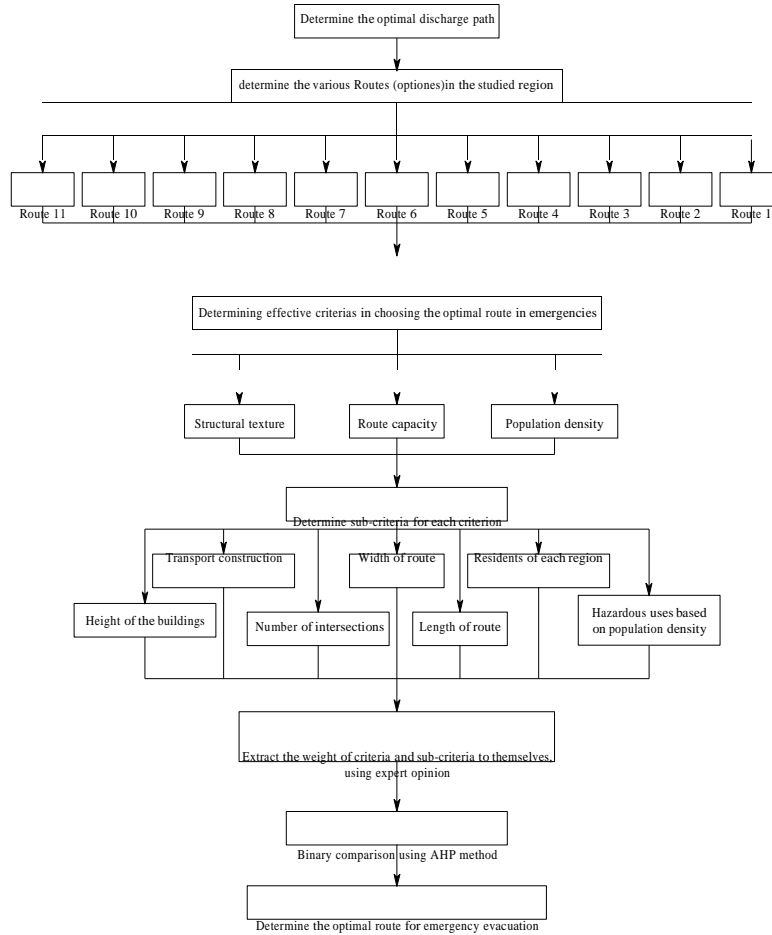 Determine the optimal discharge path
determine the various Routes (optiones)in the studied region
Route 11
Route 10
Route 9
Route 8
Route 7
Route 6
Route 5
Route 4
Route 3
Route 2
Route 1
Determining effective criterias in choosing the optimal route in emergencies
Structural texture
Route capacity
Population density
Determine sub-criteria for each criterion
Transport construction
Width of route
Residents of each region
Height of the buildings
Number of intersections
Length of route
Hazardous uses based
on population density
Extract the weight of criteria and sub-criteria to themselves,
using expert opinion
Binary comparison using AHP method
Determine the optimal route for emergency evacuation